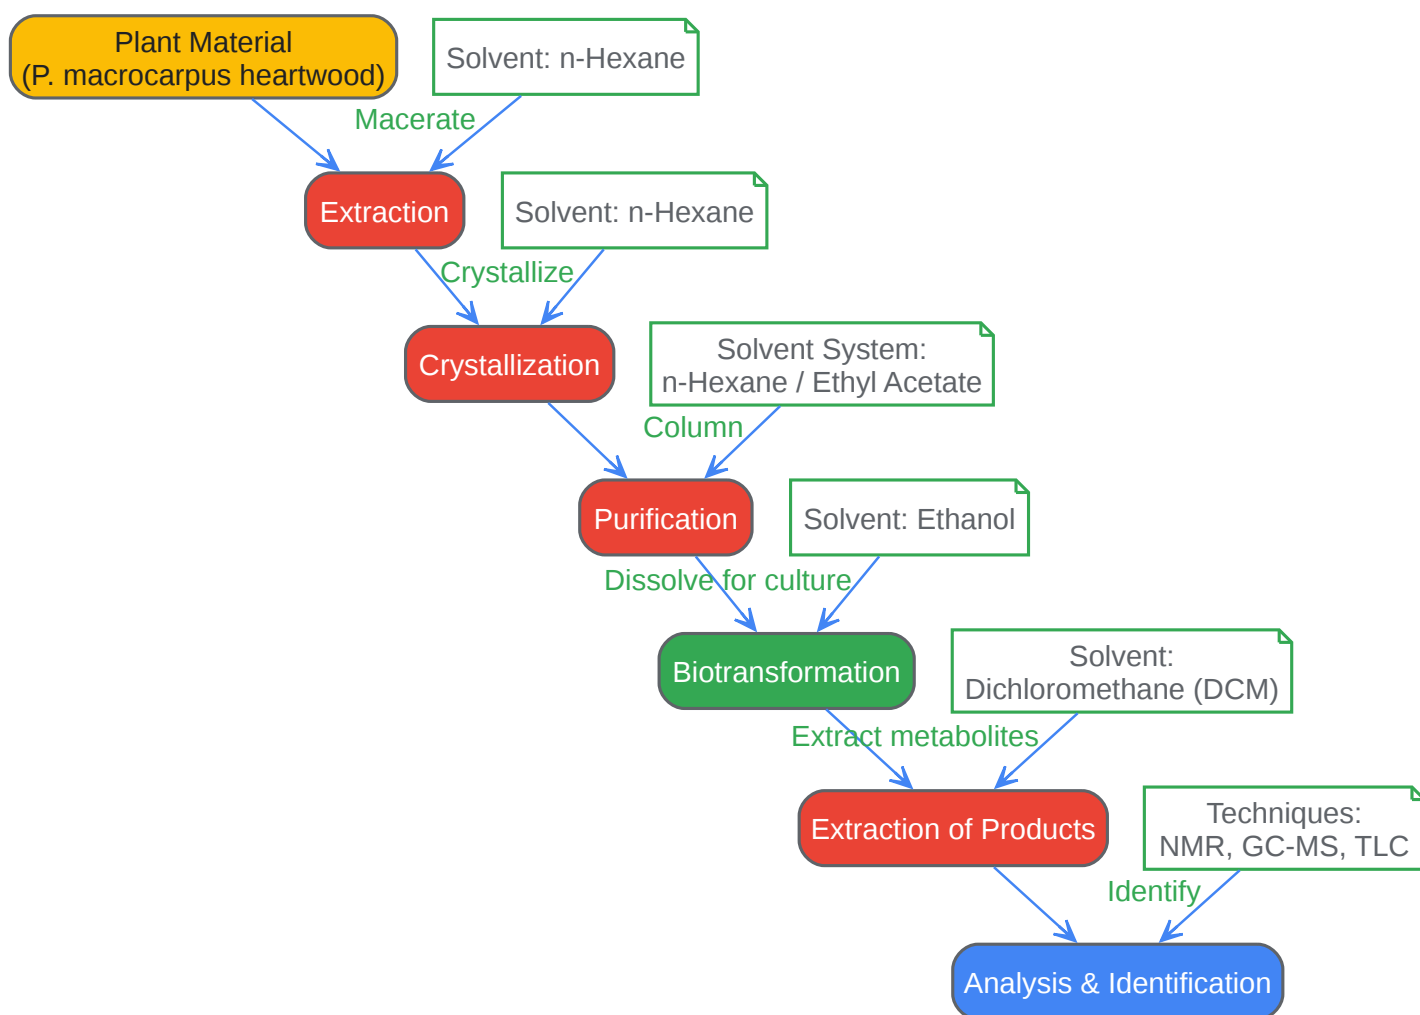 Plant Material
(P. macrocarpus heartwood)
Solvent: n-Hexane
Macerate
Extraction
Solvent: n-Hexane
Crystallize
Crystallization
Solvent System:
n-Hexane / Ethyl Acetate
Column
Purification
Solvent: Ethanol
Dissolve for culture
Biotransformation
Solvent:
Dichloromethane (DCM)
Extract metabolites
Extraction of Products
Techniques:
NMR, GC-MS, TLC
Identify
Analysis & Identification